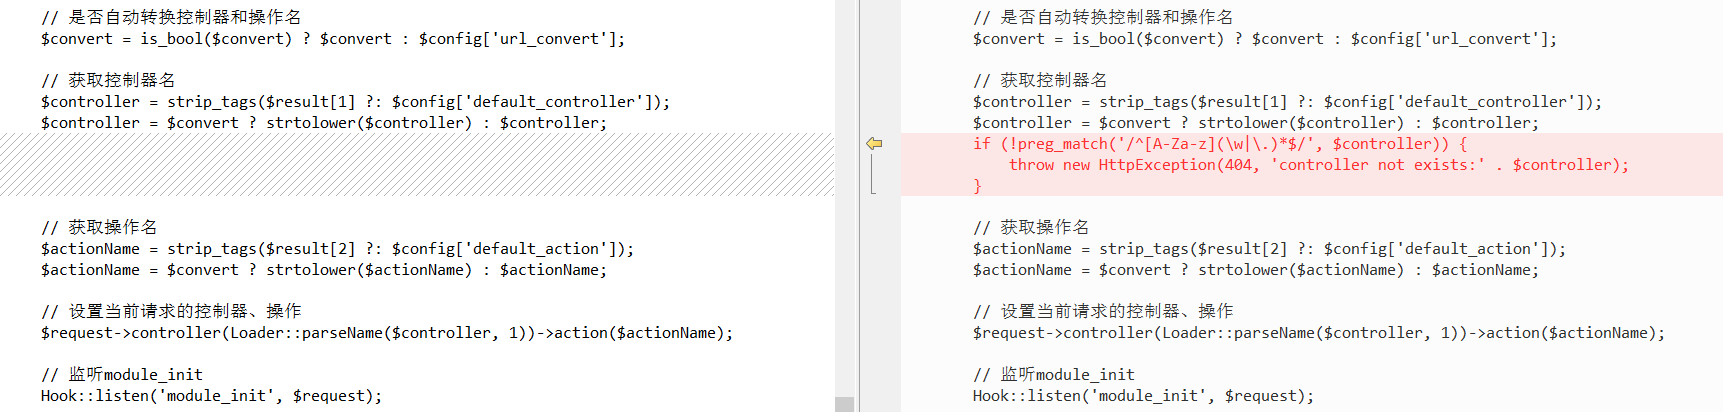 // 是否自动转换控制器和操作名
$convert = is_bool($convert) ? $convert : $config['url_convert'];
// 获取控制器名
$controller = strip_tags($result[1] ?: $config['default_controller']);
$controller = $convert ? strtolower($controller) : $controller;
// 获取操作名
$actionName = strip_tags($result[2] ?: $config['default_action']);
$actionName = $convert ? strtolower($actionName) : $actionName;
// 设置当前请求的控制器、操作
$request->controller(Loader::parseName($controller, 1))->action($actionName);
// 监听module_init
Hook::listen('module_init', $request);
// 是否自动转换控制器和操作名
$convert = is_bool($convert) ? $convert : $config['url_convert'];
// 获取控制器名
$controller = strip_tags($result[1] ?: $config['default_controller']);
$controller = $convert ? strtolower($controller) : $controller;
if (!preg_match('/^[A-Za-z](\w|\.)*$/', $controller)) {
    throw new HttpException(404, 'controller not exists:' . $controller);
}
// 获取操作名
$actionName = strip_tags($result[2] ?: $config['default_action']);
$actionName = $convert ? strtolower($actionName) : $actionName;
// 设置当前请求的控制器、操作
$request->controller(Loader::parseName($controller, 1))->action($actionName);
// 监听module_init
Hook::listen('module_init', $request);